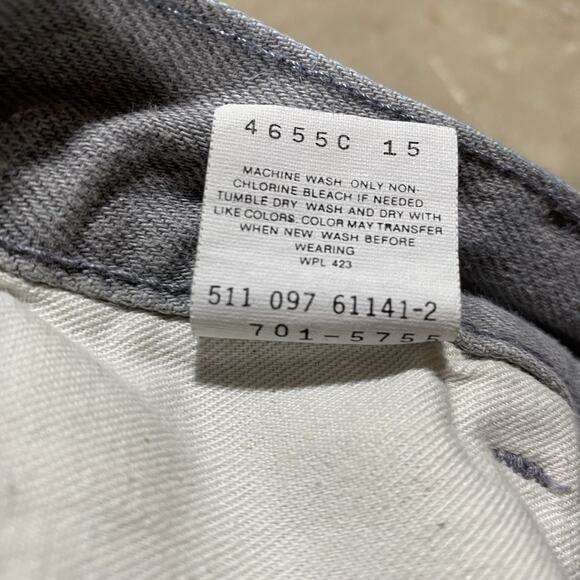 4655C 15
MACHINE WASH ONLY NON-
CHLORINE BLEACH IF NEEDED
TUMBLE DRY WASH AND DRY WITH
LIKE COLORS COLOR MAY TRANSFER
WHEN NEW WASH BEFORE
WEARING
WPL 423
511 097 61141-2
701-5755